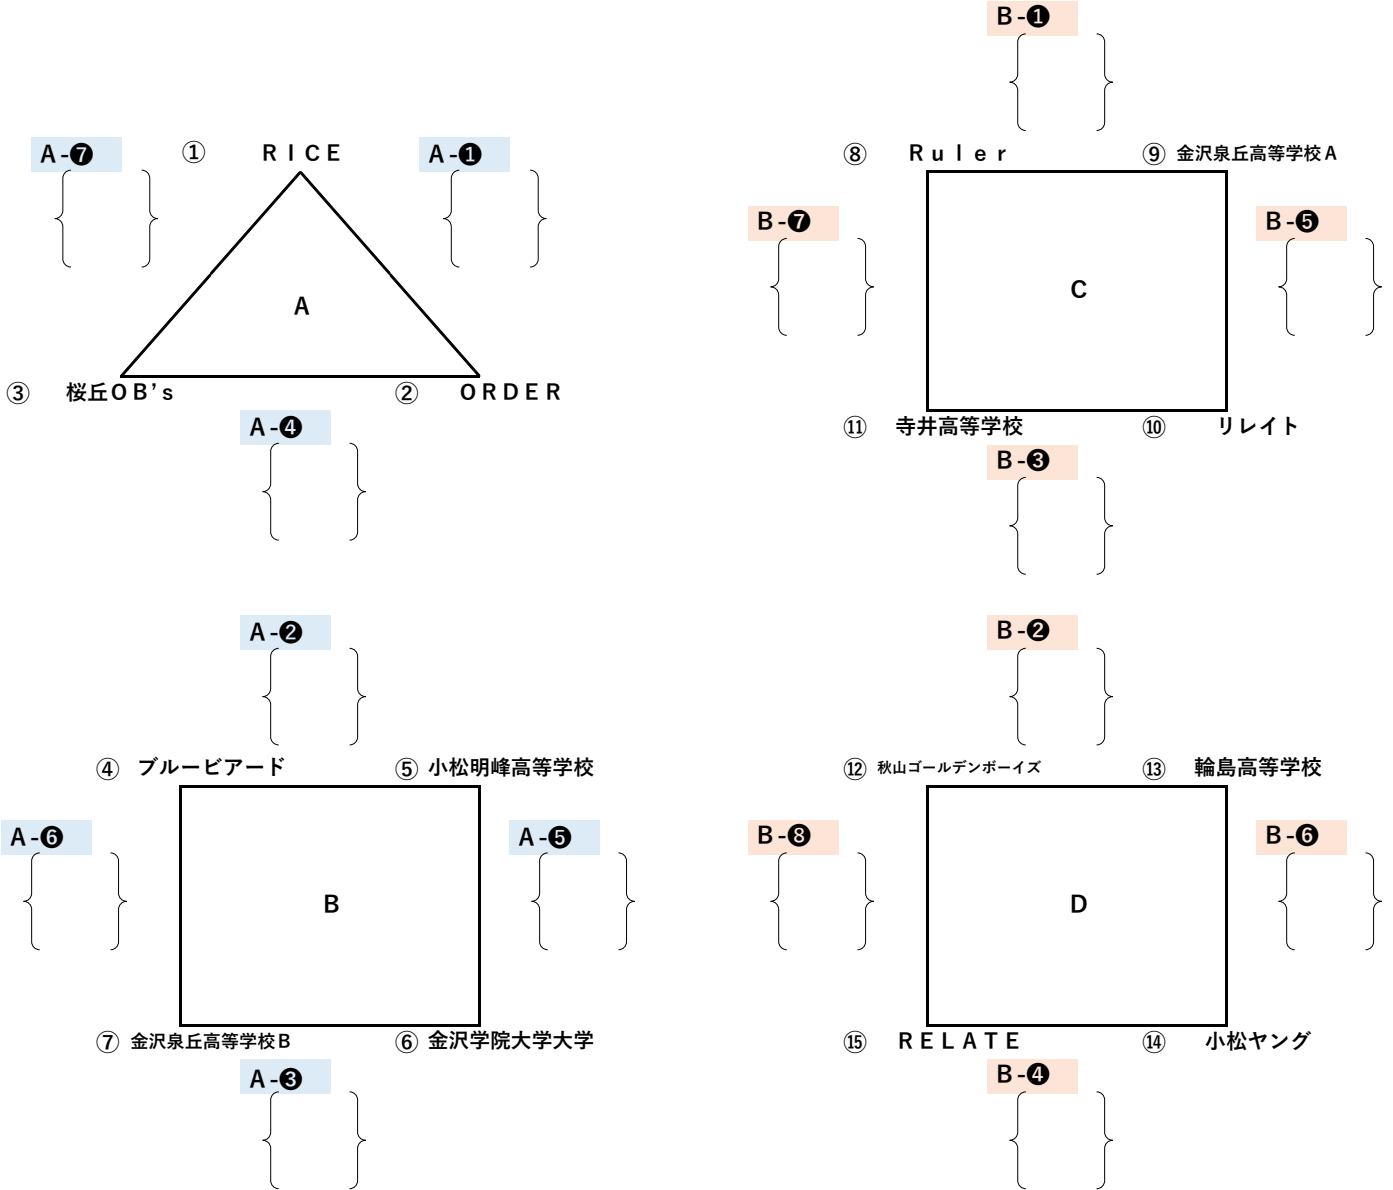 B-❶
A-❼
① ＲＩＣＥ
A-❶
⑧ Ｒｕｌｅｒ
⑨ 金沢泉丘高等学校Ａ
B-❼
B-❺
A
C
③ 桜丘ＯＢ’ｓ
② ＯＲＤＥＲ
A-❹
⑪ 寺井高等学校
⑩ リレイト
B-❸
A-❷
B-❷
④ ブルービアード
⑤ 小松明峰高等学校
⑫ 秋山ゴールデンボーイズ
⑬ 輪島高等学校
A-❻
A-❺
B-❽
B-❻
B
D
⑦ 金沢泉丘高等学校Ｂ
⑥ 金沢学院大学大学
⑮ ＲＥＬＡＴＥ
⑭ 小松ヤング
A-❸
B-❹